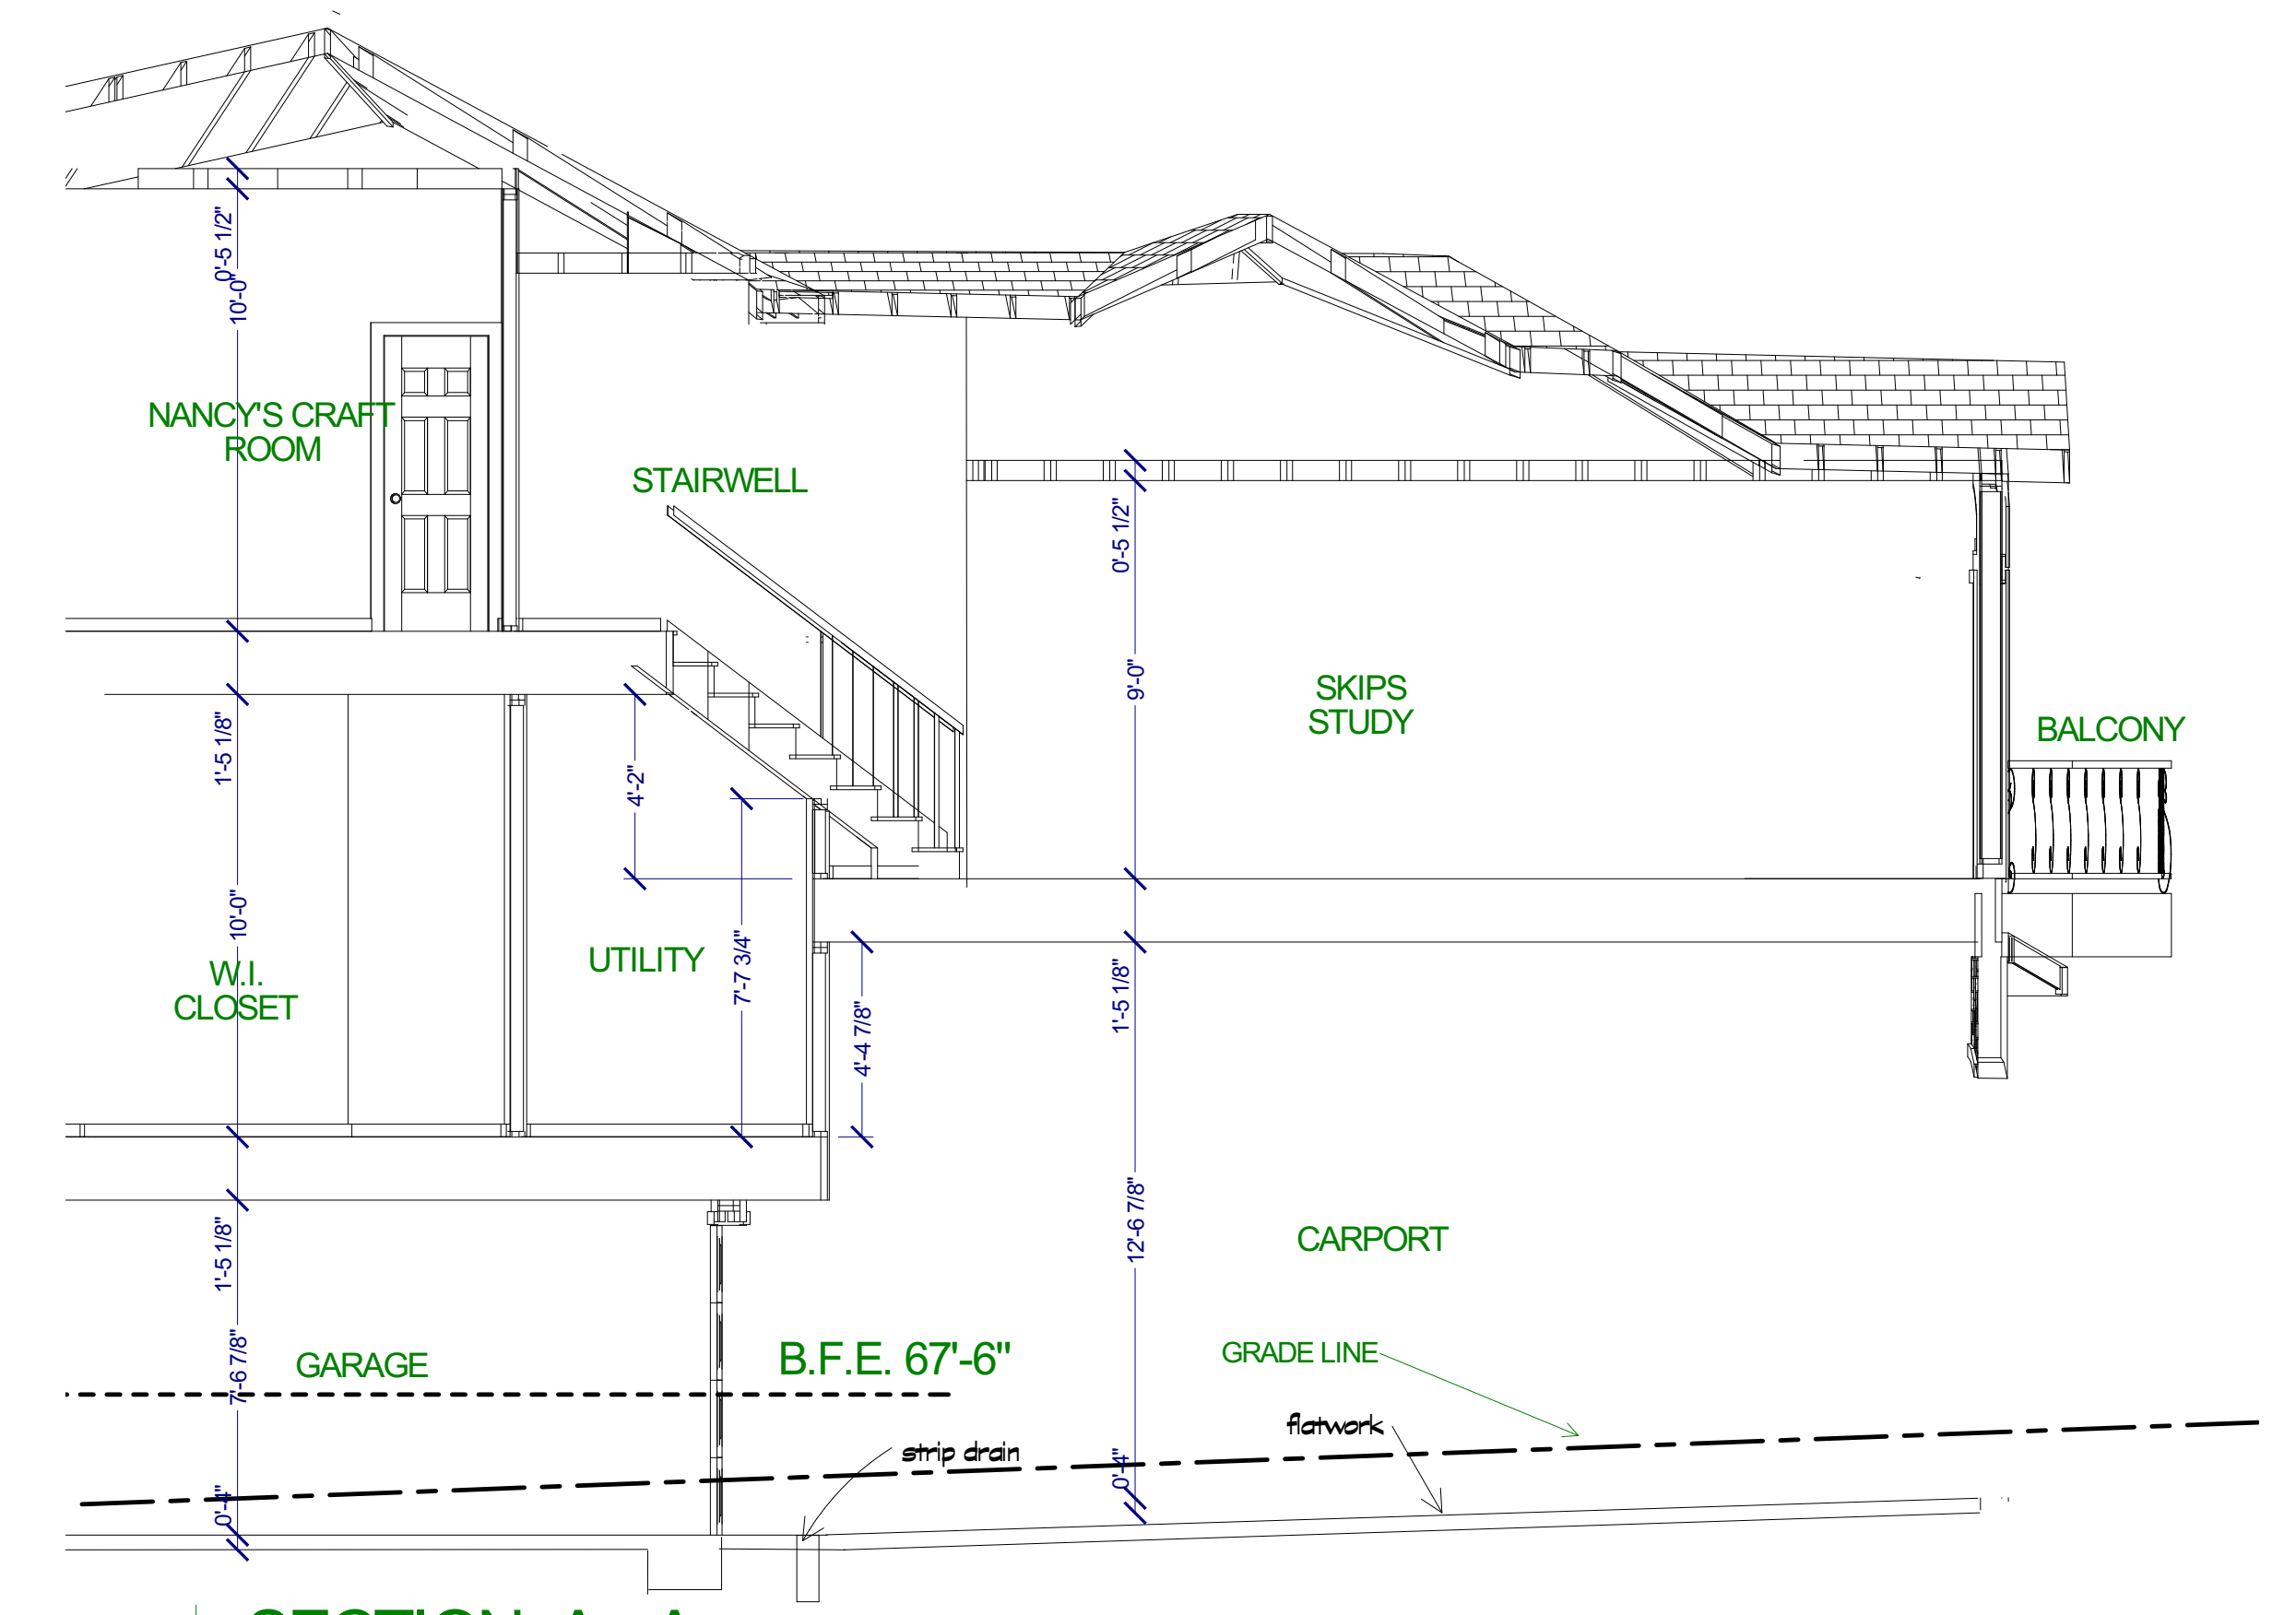 0'-5 1/2"
10'-0"
NANCY'S CRAFT
ROOM
STAIRWELL
0'-5 1/2"
9'-0"
SKIPS
STUDY
BALCONY
1'-5 1/8"
4'-2"
10'-0"
W.I.
CLOSET
UTILITY
7'-7 3/4"
4'-4 7/8"
1'-5 1/8"
12'-6 7/8"
CARPORT
1'-5 1/8"
7'-6 7/8"
GARAGE
B.F.E. 67'-6"
GRADE LINE
flatwork
strip drain
0'-4"
0'-4"
SECTION A-A